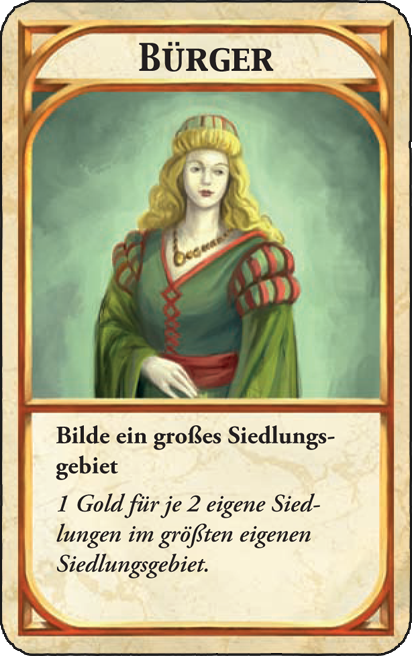 BÜRGER
Bilde ein großes Siedlungs-
gebiet
1 Gold für je 2 eigene Sied-
lungen im größten eigenen
Siedlungsgebiet.